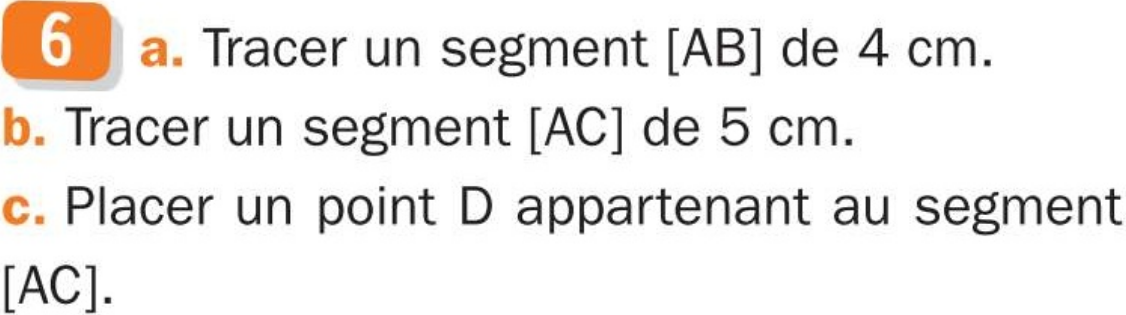 6 a. Tracer un segment [AB] de 4 cm.
b. Tracer un segment [AC] de 5 cm.
c. Placer un point D appartenant au segment
[AC].